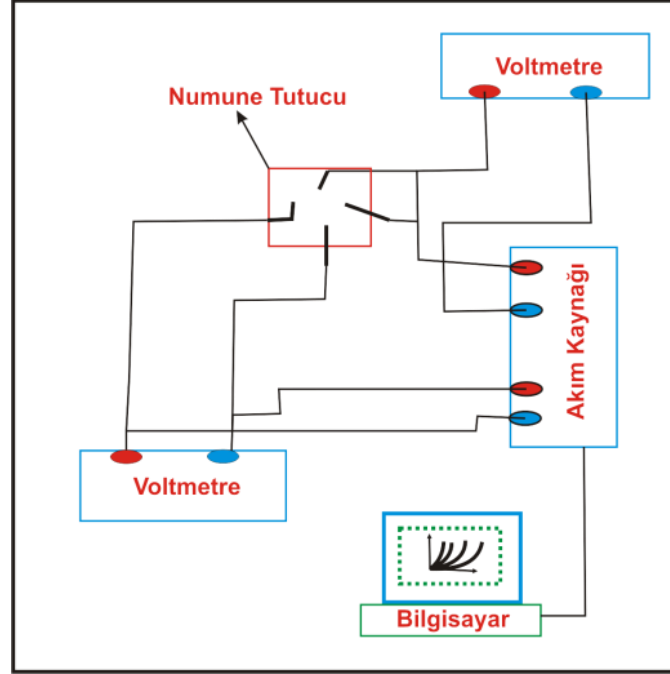 Voltmetre
Numune Tutucu
Akım Kaynağı
Voltmetre
Bilgisayar